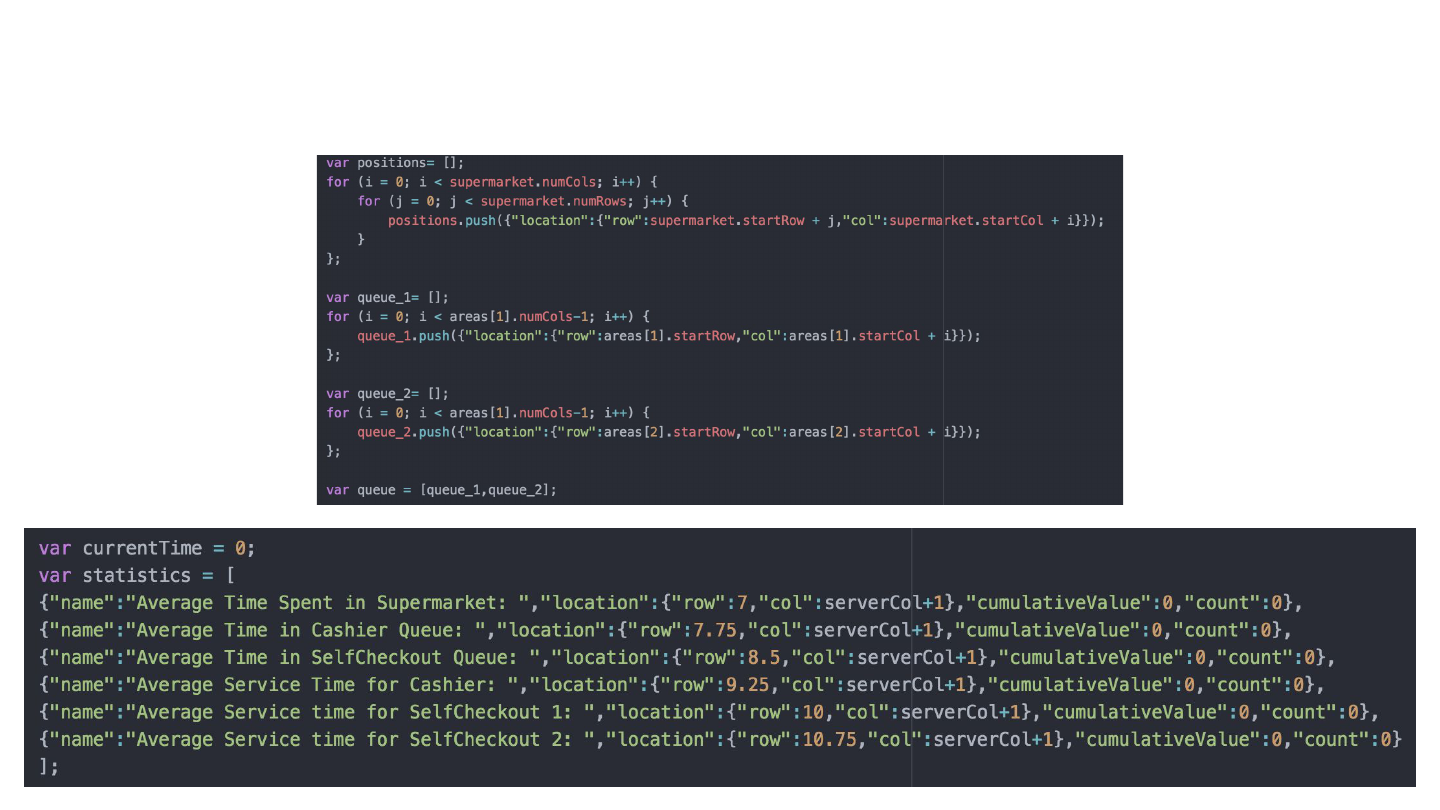 var positions= [];
for (i = 0; i < supermarket.numCols; i++) {
    for (j = 0; j < supermarket.numRows; j++) {
        positions.push({"location":{"row":supermarket.startRow + j,"col":supermarket.startCol + i}});
    }
};

var queue_1= [];
for (i = 0; i < areas[1].numCols-1; i++) {
    queue_1.push({"location":{"row":areas[1].startRow,"col":areas[1].startCol + i}});
};

var queue_2= [];
for (i = 0; i < areas[1].numCols-1; i++) {
    queue_2.push({"location":{"row":areas[2].startRow,"col":areas[2].startCol + i}});
};

var queue = [queue_1,queue_2];

var currentTime = 0;
var statistics = [
{"name":"Average Time Spent in Supermarket: ","location":{"row":7,"col":serverCol+1},"cumulativeValue":0,"count":0},
{"name":"Average Time in Cashier Queue: ","location":{"row":7.75,"col":serverCol+1},"cumulativeValue":0,"count":0},
{"name":"Average Time in SelfCheckout Queue: ","location":{"row":8.5,"col":serverCol+1},"cumulativeValue":0,"count":0},
{"name":"Average Service Time for Cashier: ","location":{"row":9.25,"col":serverCol+1},"cumulativeValue":0,"count":0},
{"name":"Average Service time for SelfCheckout 1: ","location":{"row":10,"col":serverCol+1},"cumulativeValue":0,"count":0},
{"name":"Average Service time for SelfCheckout 2: ","location":{"row":10.75,"col":serverCol+1},"cumulativeValue":0,"count":0}
];